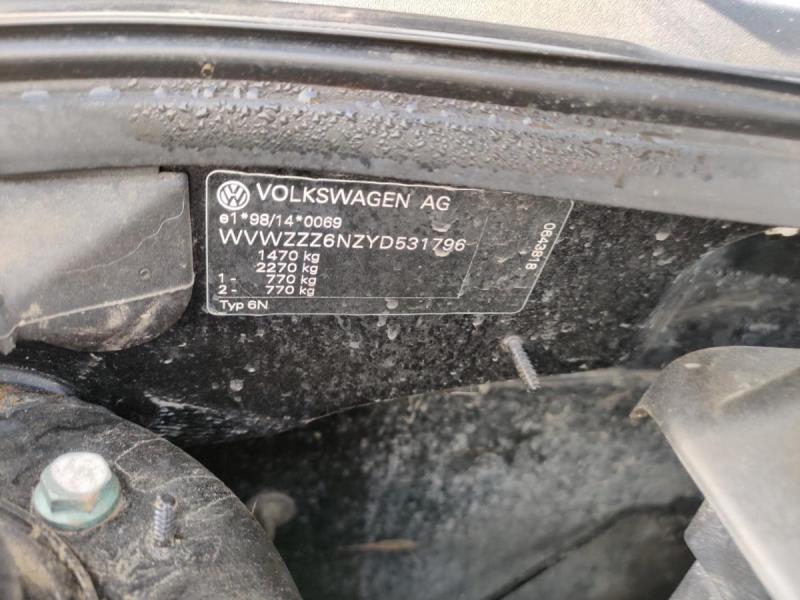 VOLKSWAGEN AG
e1*98/14*0069
WVWZZZ6NZYD531796
1470 kg
2270 kg
1- 770 kg
2- 770 kg
Typ 6N
0643818